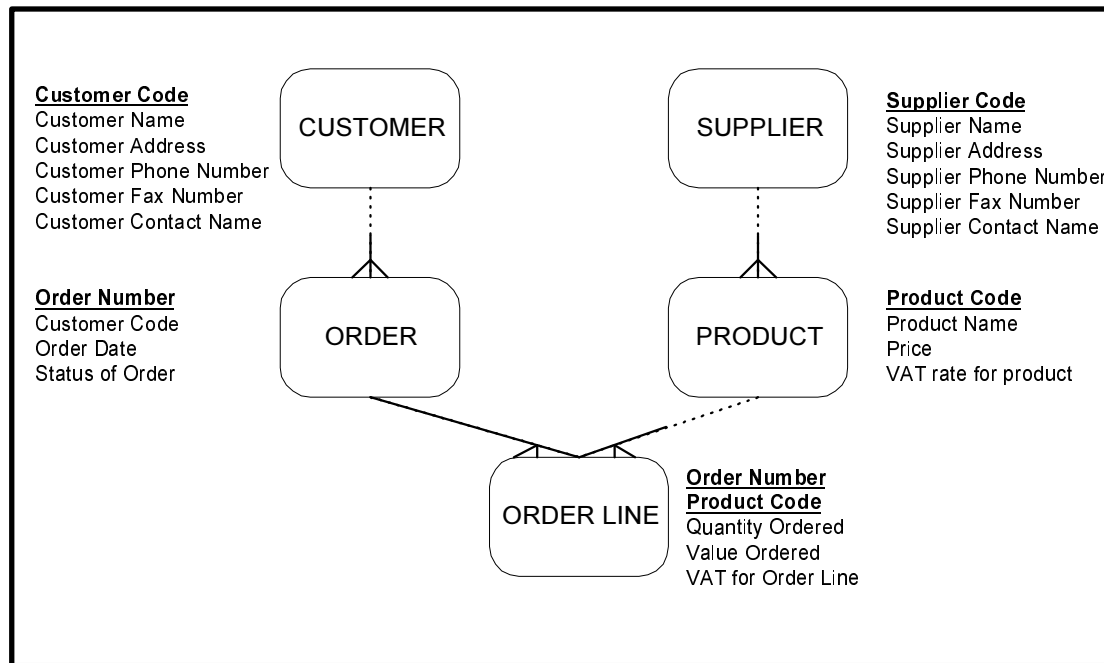 Customer Code
Customer Name
Customer Address
Customer Phone Number
Customer Fax Number
Customer Contact Name
CUSTOMER
SUPPLIER
Supplier Code
Supplier Name
Supplier Address
Supplier Phone Number
Supplier Fax Number
Supplier Contact Name
Order Number
Customer Code
Order Date
Status of Order
ORDER
PRODUCT
Product Code
Product Name
Price
VAT rate for product
ORDER LINE
Order Number
Product Code
Quantity Ordered
Value Ordered
VAT for Order Line